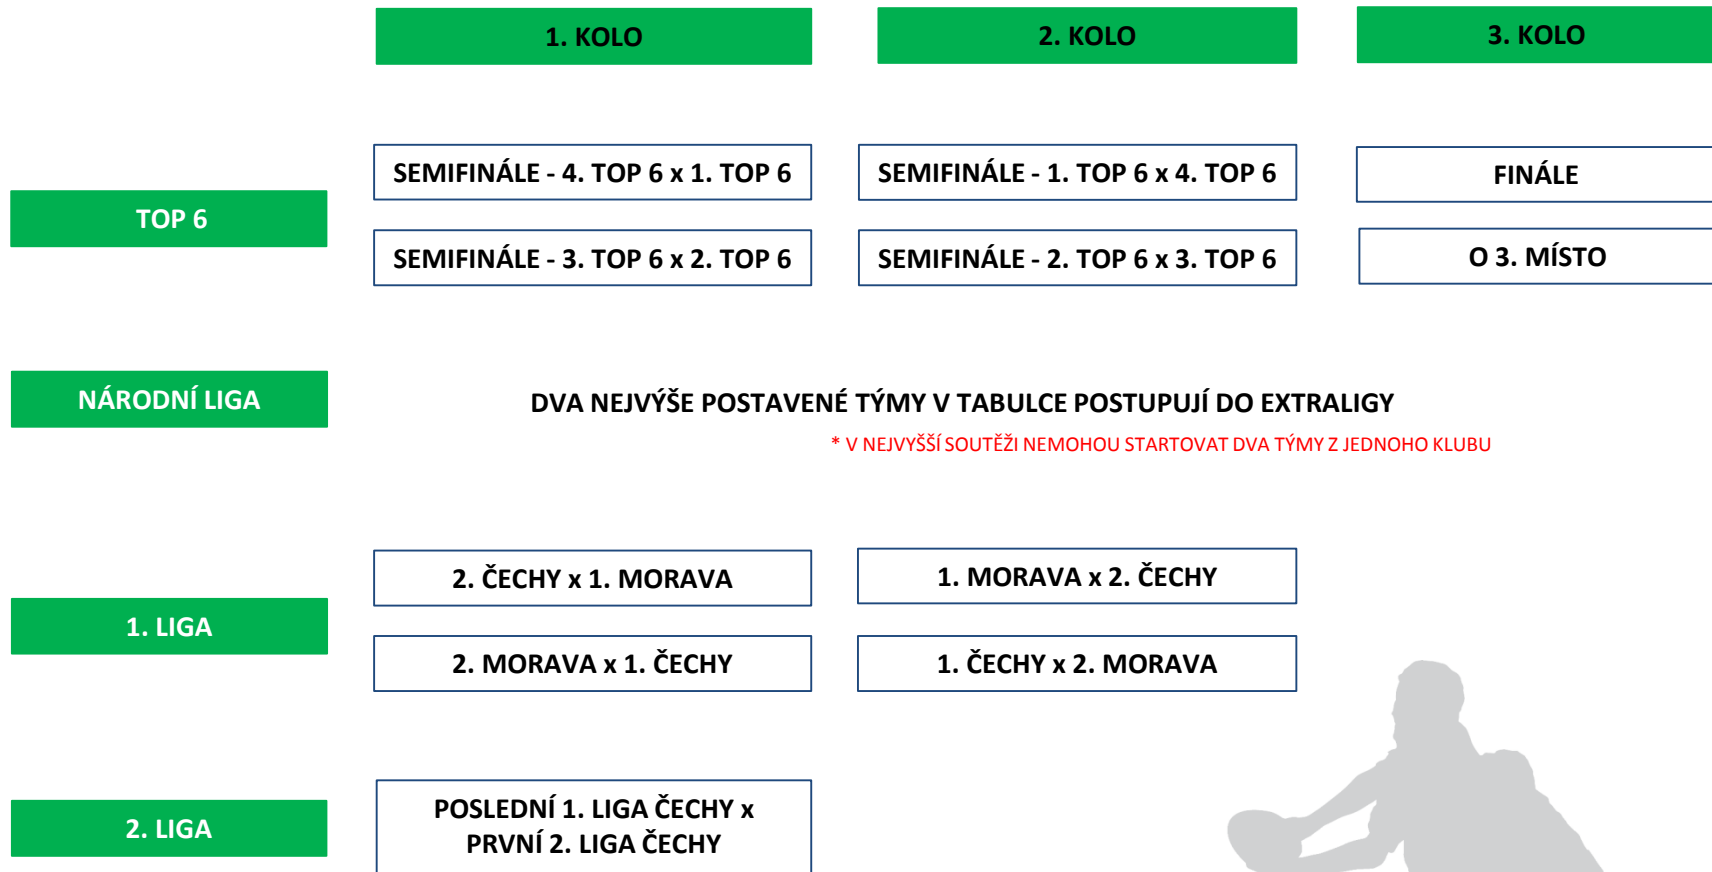 1. KOLO
2. KOLO
3. KOLO
TOP 6
SEMIFINÁLE - 4. TOP 6 x 1. TOP 6
SEMIFINÁLE - 1. TOP 6 x 4. TOP 6
FINÁLE
SEMIFINÁLE - 3. TOP 6 x 2. TOP 6
SEMIFINÁLE - 2. TOP 6 x 3. TOP 6
O 3. MÍSTO
NÁRODNÍ LIGA
DVA NEJVÝŠE POSTAVENÉ TÝMY V TABULCE POSTUPUJÍ DO EXTRALIGY
* V NEJVYŠŠÍ SOUTĚŽI NEMOHOU STARTOVAT DVA TÝMY Z JEDNOHO KLUBU
1. LIGA
2. ČECHY x 1. MORAVA
1. MORAVA x 2. ČECHY
2. MORAVA x 1. ČECHY
1. ČECHY x 2. MORAVA
2. LIGA
POSLEDNÍ 1. LIGA ČECHY x
PRVNÍ 2. LIGA ČECHY